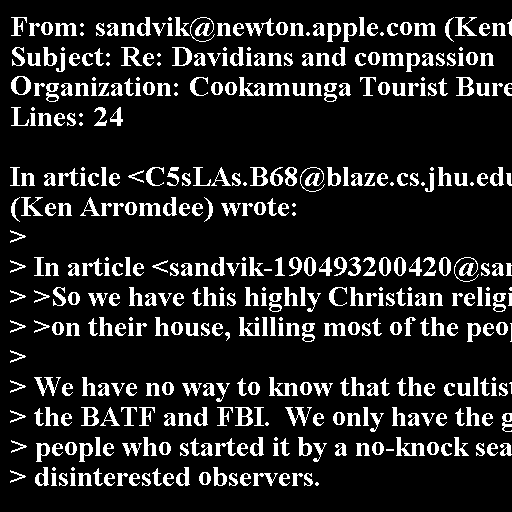 From: sandvik@newton.apple.com (Kent
Subject: Re: Davidians and compassion
Organization: Cookamunga Tourist Bure
Lines: 24

In article <C5sLAs.B68@blaze.cs.jhu.edu
(Ken Arromdee) wrote:
>
> In article <sandvik-190493200420@sar
> >So we have this highly Christian religi
> >on their house, killing most of the peop
>
> We have no way to know that the cultist
> the BATF and FBI.  We only have the g
> people who started it by a no-knock sea
> disinterested observers.